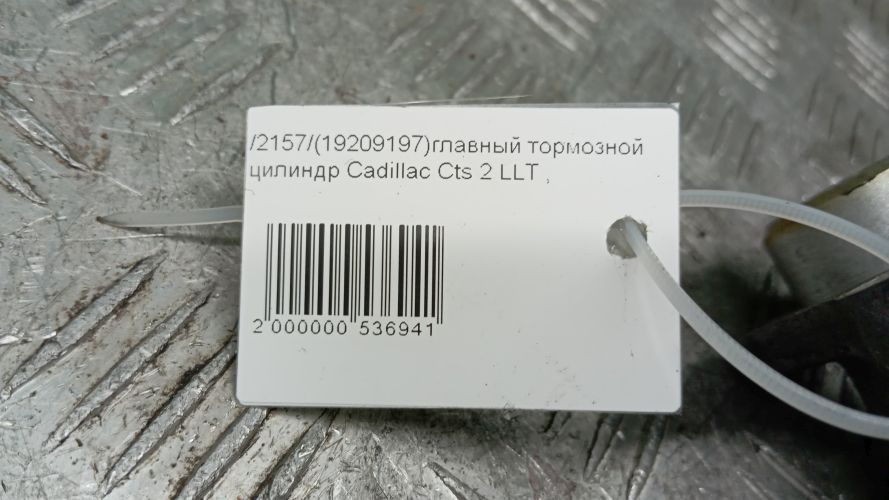 /2157/(19209197)главный тормозной
цилиндр Cadillac Cts 2 LLT ,
2 000000 536941